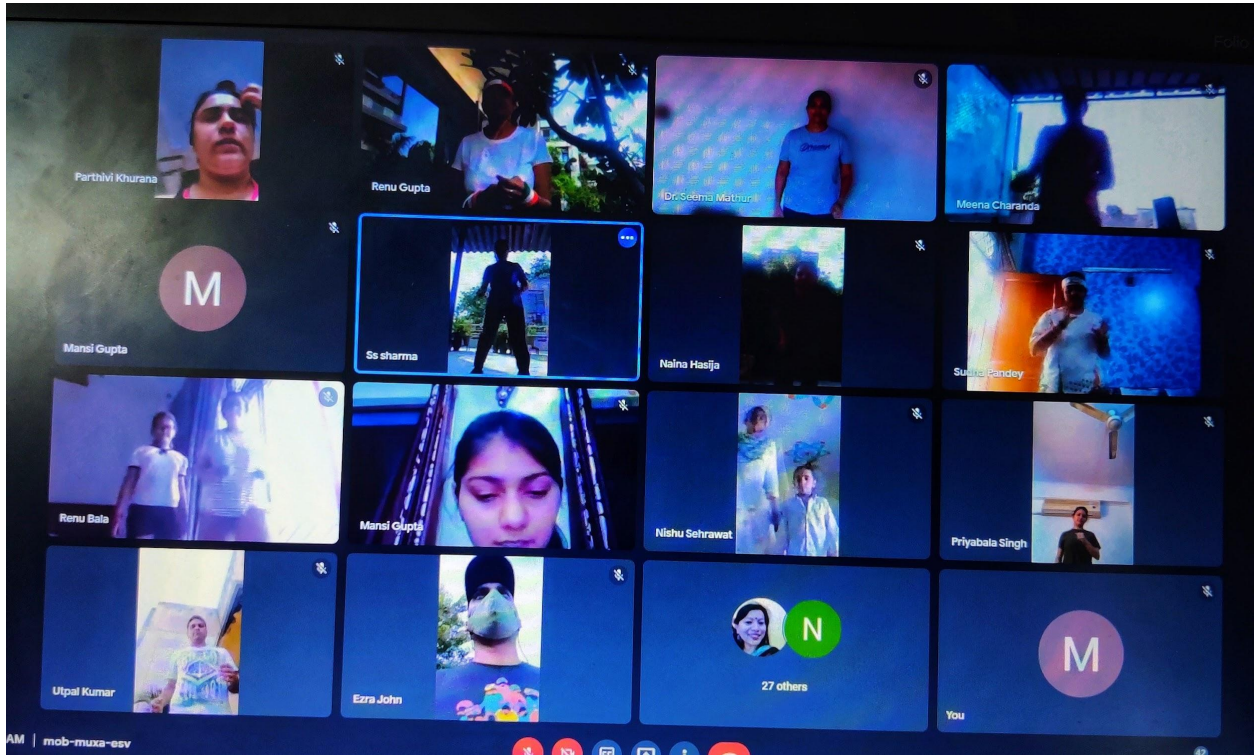 Parthivi Khurana
Renu Gupta
Dr. Seema Mathur
Meena Charanda
M
Mansi Gupta
Ss sharma
Naina Hasija
Sudha Pandey
Renu Bala
Mansi Gupta
Nishu Sehrawat
Priyabala Singh
Utpal Kumar
Ezra John
N
27 others
M
You
AM | mob-muxa-esv
42